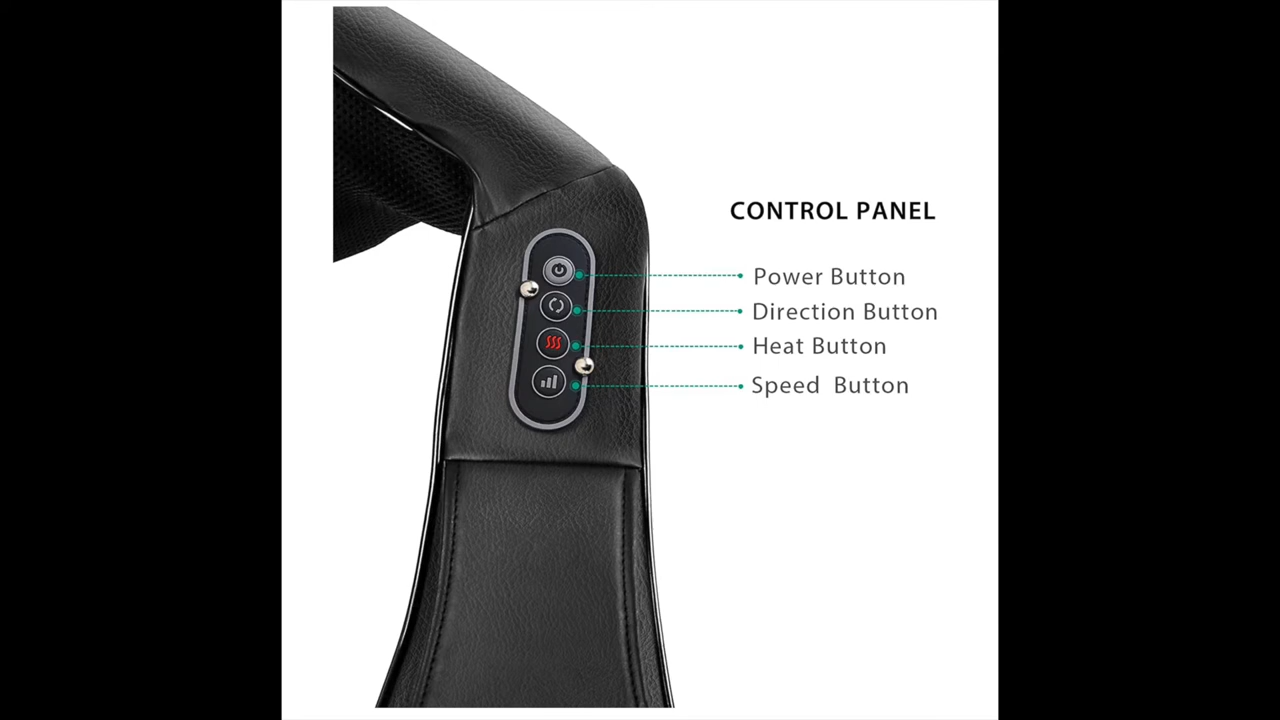 CONTROL PANEL
Power Button
Direction Button
Heat Button
Speed Button